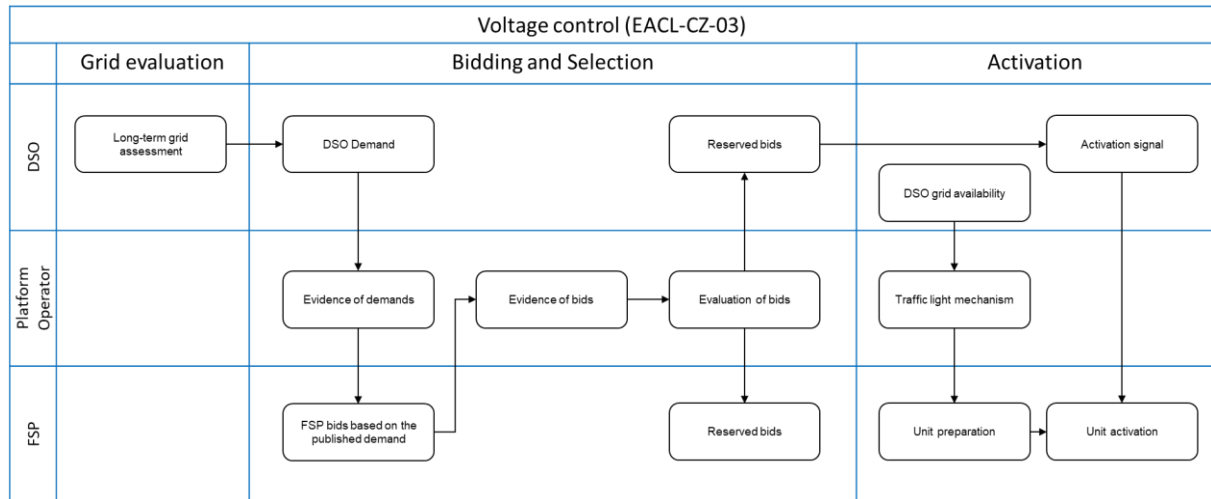 Voltage control (EACL-CZ-03)
Grid evaluation
Bidding and Selection
Activation
DSO
Long-term grid
assessment
DSO Demand
Reserved bids
Activation signal
DSO grid availability
Platform
Operator
Evidence of demands
Evidence of bids
Evaluation of bids
Traffic light mechanism
FSP
FSP bids based on the
published demand
Reserved bids
Unit preparation
Unit activation